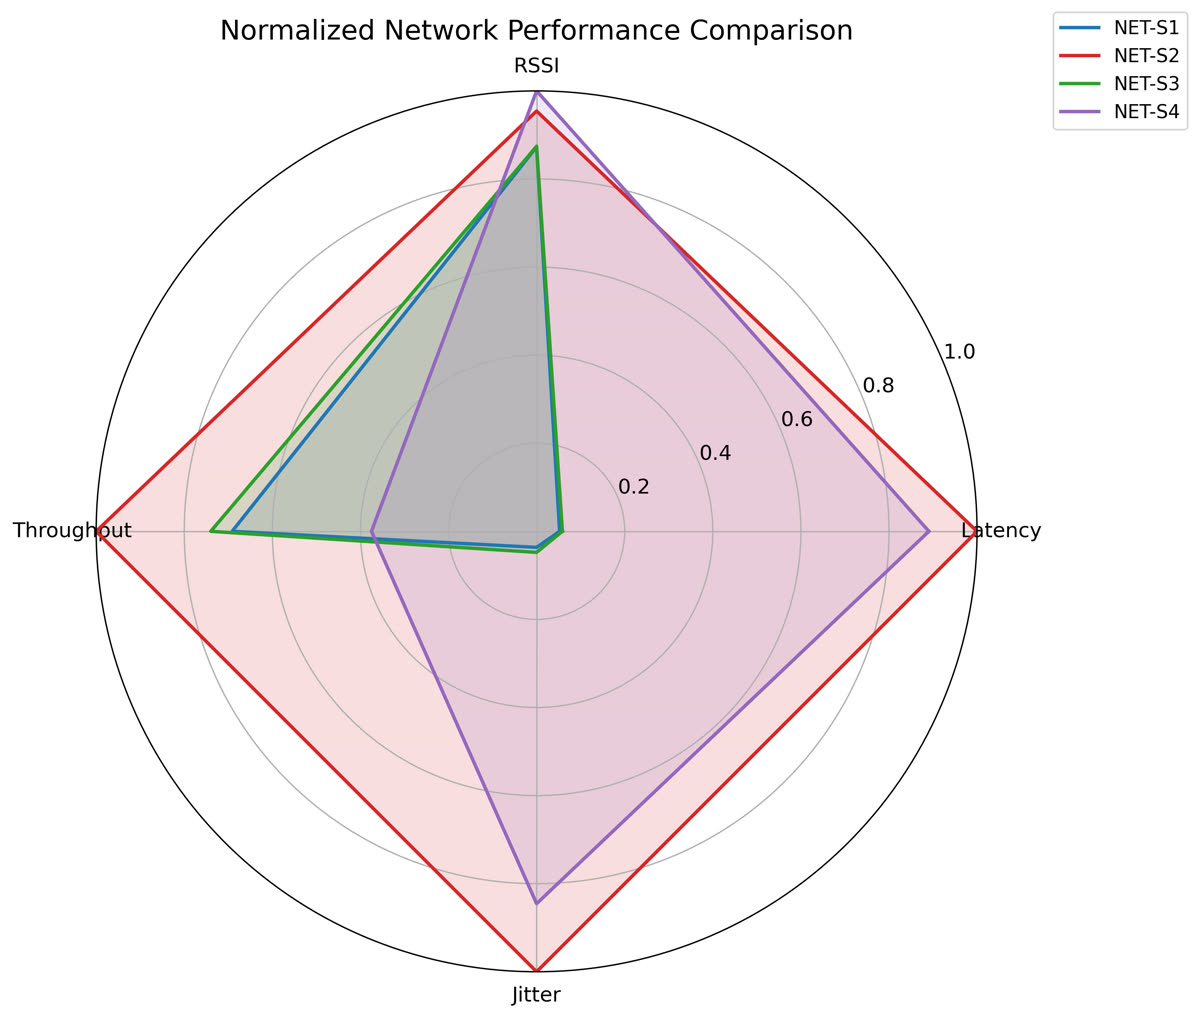 Normalized Network Performance Comparison
NET-S1
NET-S2
NET-S3
NET-S4
RSSI
1.0
0.8
0.6
0.4
0.2
Throughput
Latency
Jitter